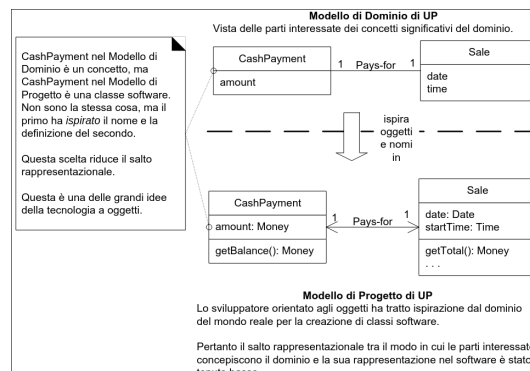 Modello di Dominio di UP
Vista delle parti interessate dei concetti significativi del dominio.
CashPayment nel Modello di
Dominio è un concetto, ma
CashPayment nel Modello di
Progetto è una classe software.
Non sono la stessa cosa, ma il
primo ha ispirato il nome e la
definizione del secondo.
Questa scelta riduce il salto
rappresentazionale.
Questa è una delle grandi idee
della tecnologia a oggetti.
CashPayment
amount
1 Pays-for 1
Sale
date
time
ispira
oggetti
e nomi
in
CashPayment
amount: Money
getBalance(): Money
1 Pays-for 1
Sale
date: Date
startTime: Time
getTotal(): Money
. . .
Modello di Progetto di UP
Lo sviluppatore orientato agli oggetti ha tratto ispirazione dal dominio
del mondo reale per la creazione di classi software.
Pertanto il salto rappresentazionale tra il modo in cui le parti interessate
concepiscono il dominio e la sua rappresentazione nel software è stato